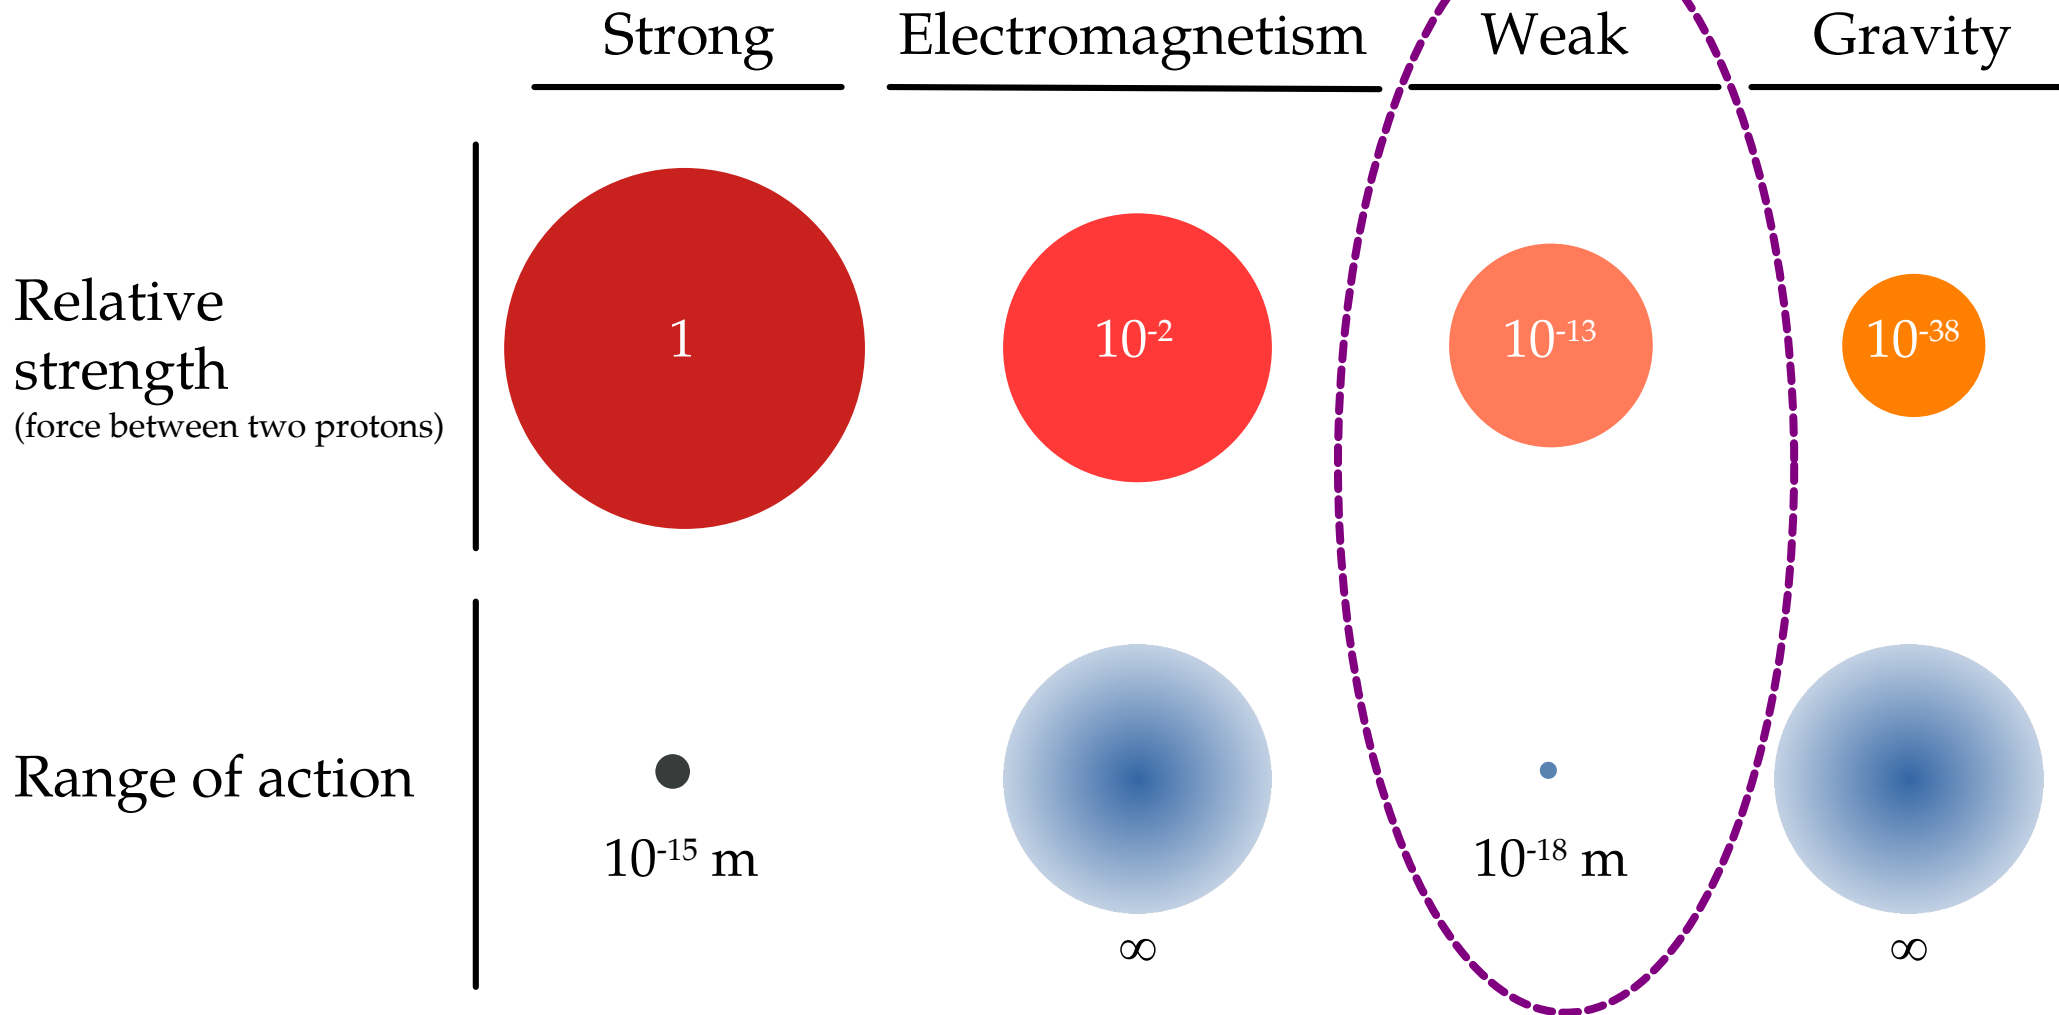 Strong Electromagnetism Weak Gravity
Relative
strength
(force between two protons)
1 10⁻² 10⁻¹³ 10⁻³⁸
Range of action
10⁻¹⁵ m ∞ 10⁻¹⁸ m ∞